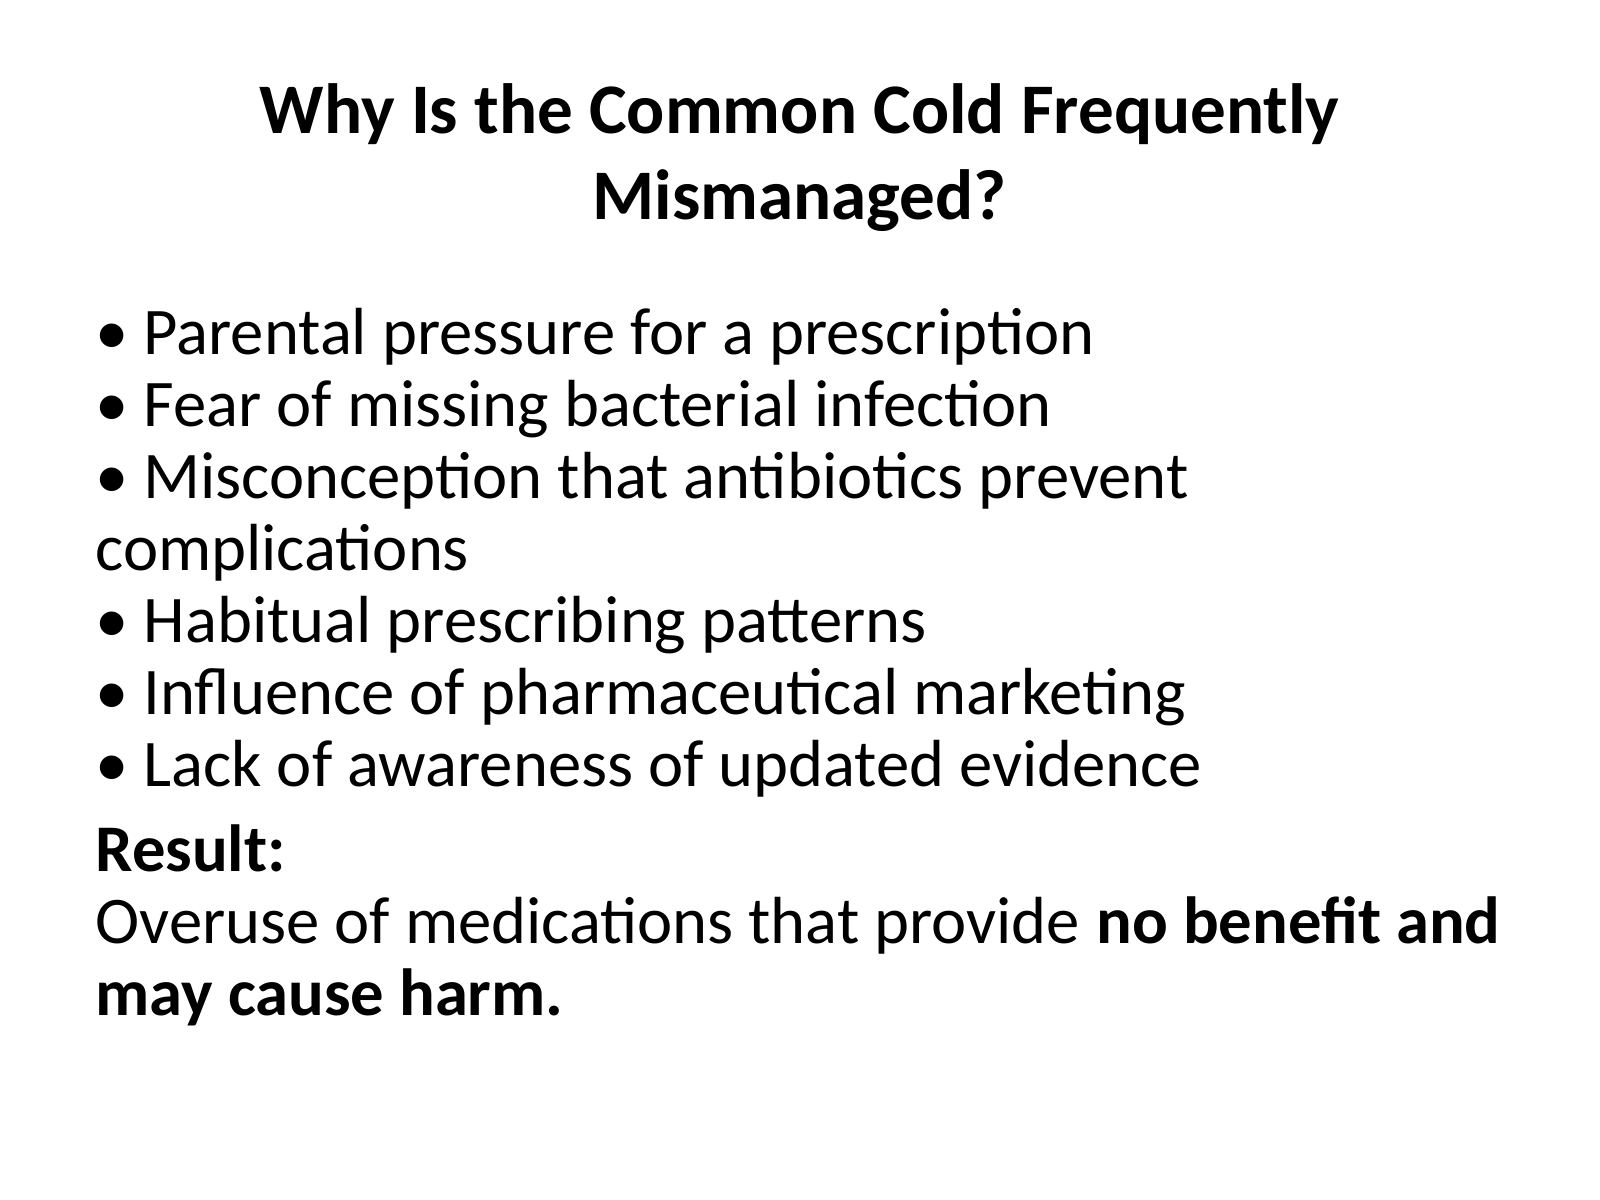 Why Is the Common Cold Frequently
Mismanaged?
• Parental pressure for a prescription
• Fear of missing bacterial infection
• Misconception that antibiotics prevent
complications
• Habitual prescribing patterns
• Influence of pharmaceutical marketing
• Lack of awareness of updated evidence
Result:
Overuse of medications that provide no benefit and
may cause harm.